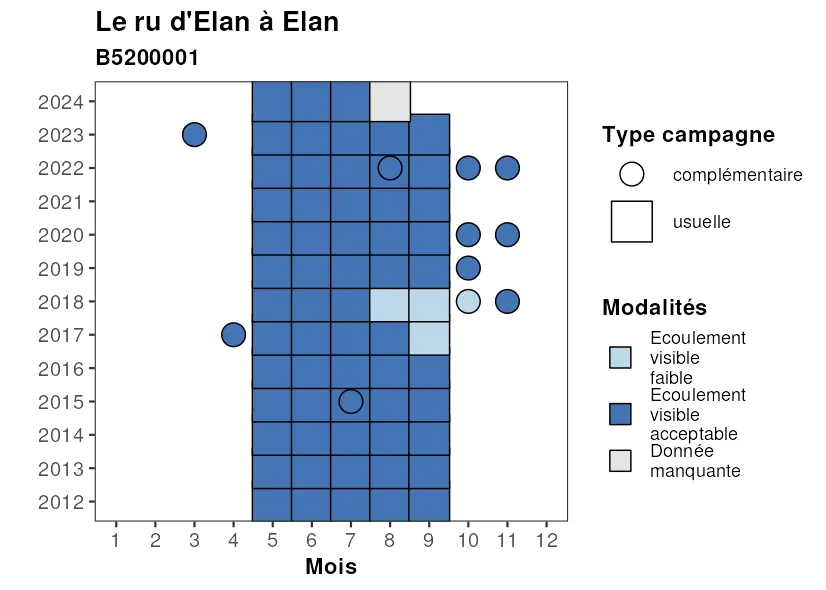 Le ru d'Elan à Elan
B5200001
2024
2023
2022
2021
2020
2019
2018
2017
2016
2015
2014
2013
2012
1 2 3 4 5 6 7 8 9 10 11 12
Mois
Type campagne
complémentaire
usuelle
Modalités
Ecoulement
visible
faible
Ecoulement
visible
acceptable
Donnée
manquante